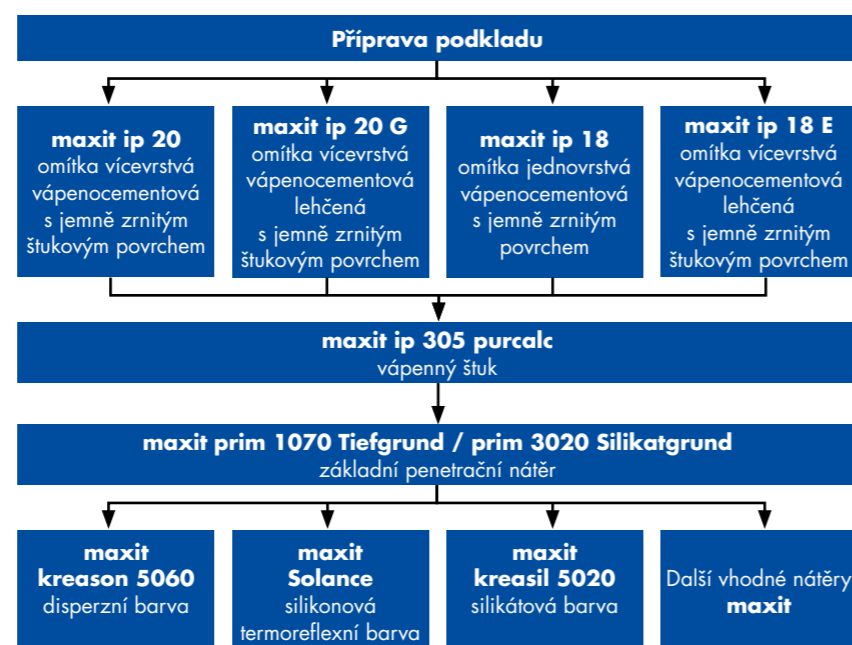 Příprava podkladu
maxit ip 20
omítka vícevrstvá
vápenocementová
s jemně zrnitým
štukovým povrchem
maxit ip 20 G
omítka vícevrstvá
vápenocementová
lehčená
s jemně zrnitým
štukovým povrchem
maxit ip 18
omítka jednovrstvá
vápenocementová
s jemně zrnitým
povrchem
maxit ip 18 E
omítka vícevrstvá
vápenocementová
lehčená
s jemně zrnitým
štukovým povrchem
maxit ip 305 purcalc
vápenný štuk
maxit prim 1070 Tiefgrund / prim 3020 Silikatgrund
základní penetrační nátěr
maxit
kreason 5060
disperzní barva
maxit
Solance
silikonová
termoreflexní barva
maxit
kreasil 5020
silikátová barva
Další vhodné nátěry
maxit